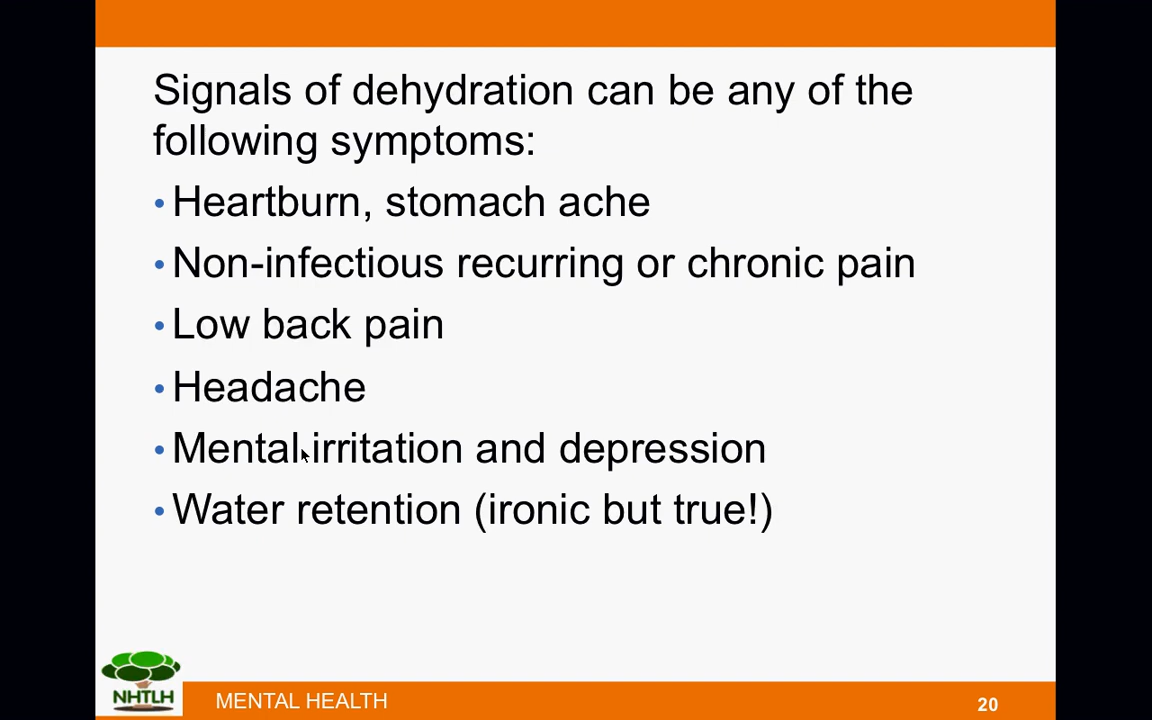 Signals of dehydration can be any of the
following symptoms:
• Heartburn, stomach ache
• Non-infectious recurring or chronic pain
• Low back pain
• Headache
• Mental irritation and depression
• Water retention (ironic but true!)
NHTLH
MENTAL HEALTH
20